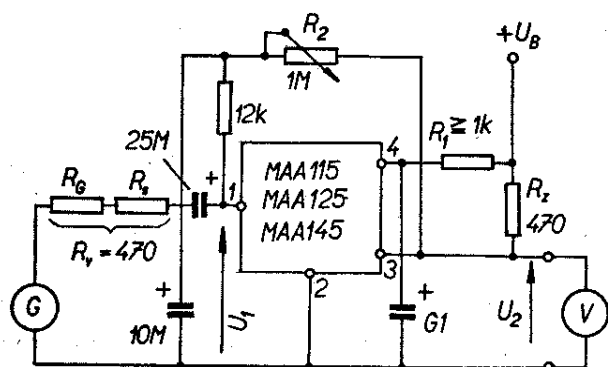 R2
1M
+UB
12k
25M
+
1
MAA115
MAA125
MAA145
4
R1 ≧ 1k
RG
Rs
Rv = 470
Rz
470
3
2
G
+
10M
U1
+
G1
U2
V